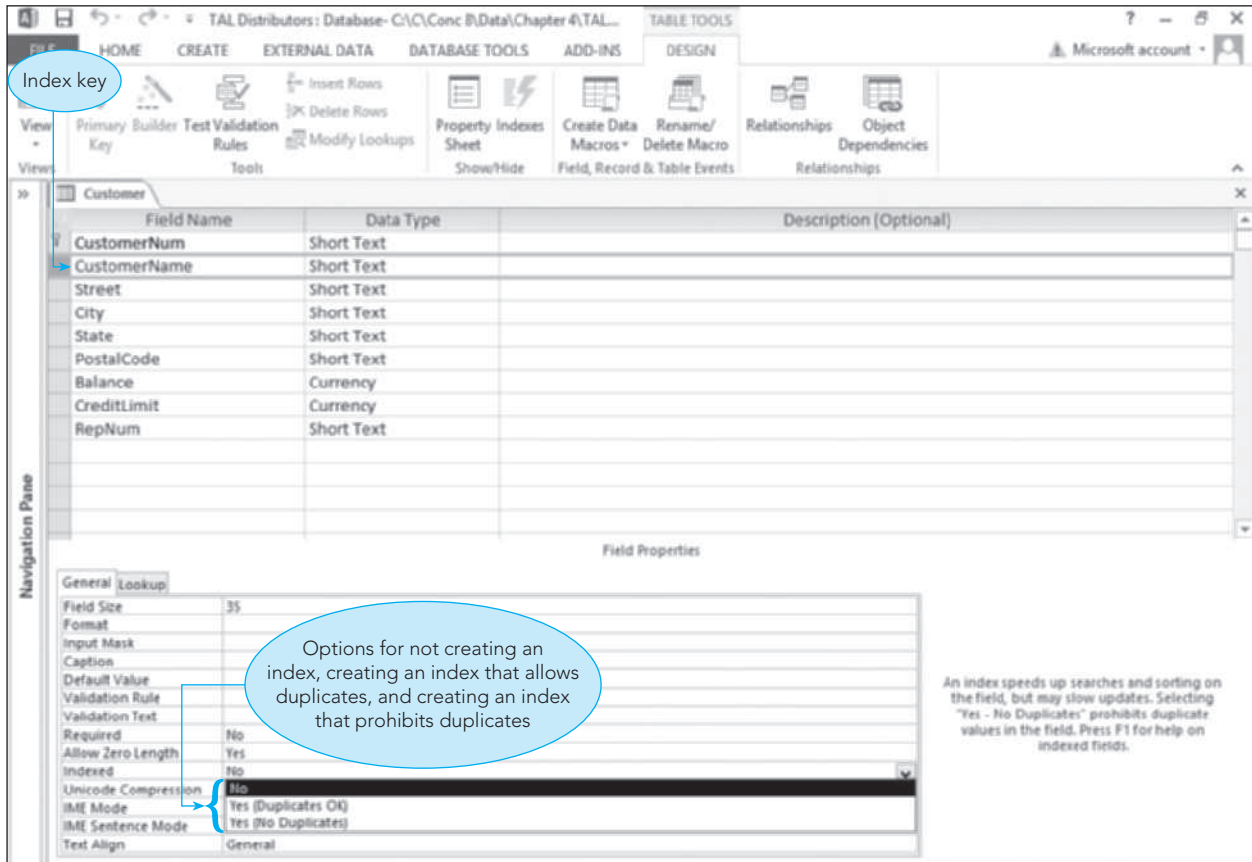 TAL Distributors : Database- C:\C\Conc 8\Data\Chapter 4\TAL...
TABLE TOOLS
?
HOME
CREATE
EXTERNAL DATA
DATABASE TOOLS
ADD-INS
DESIGN
Microsoft account
Index key
View
Primary Key
Builder
Test Validation Rules
Insert Rows
Delete Rows
Modify Lookups
Property Sheet
Indexes
Create Data Macros
Rename/ Delete Macro
Relationships
Object Dependencies
Views
Tools
Show/Hide
Field, Record & Table Events
Relationships
Customer
Field Name Data Type Description (Optional)
CustomerNum Short Text
CustomerName Short Text
Street Short Text
City Short Text
State Short Text
PostalCode Short Text
Balance Currency
CreditLimit Currency
RepNum Short Text
Navigation Pane
Field Properties
General Lookup
Field Size 35
Format
Input Mask
Caption
Default Value
Validation Rule
Validation Text
Required No
Allow Zero Length Yes
Indexed No
Unicode Compression No
IME Mode Yes (Duplicates OK)
IME Sentence Mode Yes (No Duplicates)
Text Align General
Options for not creating an
index, creating an index that allows
duplicates, and creating an index
that prohibits duplicates
An index speeds up searches and sorting on
the field, but may slow updates. Selecting
"Yes - No Duplicates" prohibits duplicate
values in the field. Press F1 for help on
indexed fields.